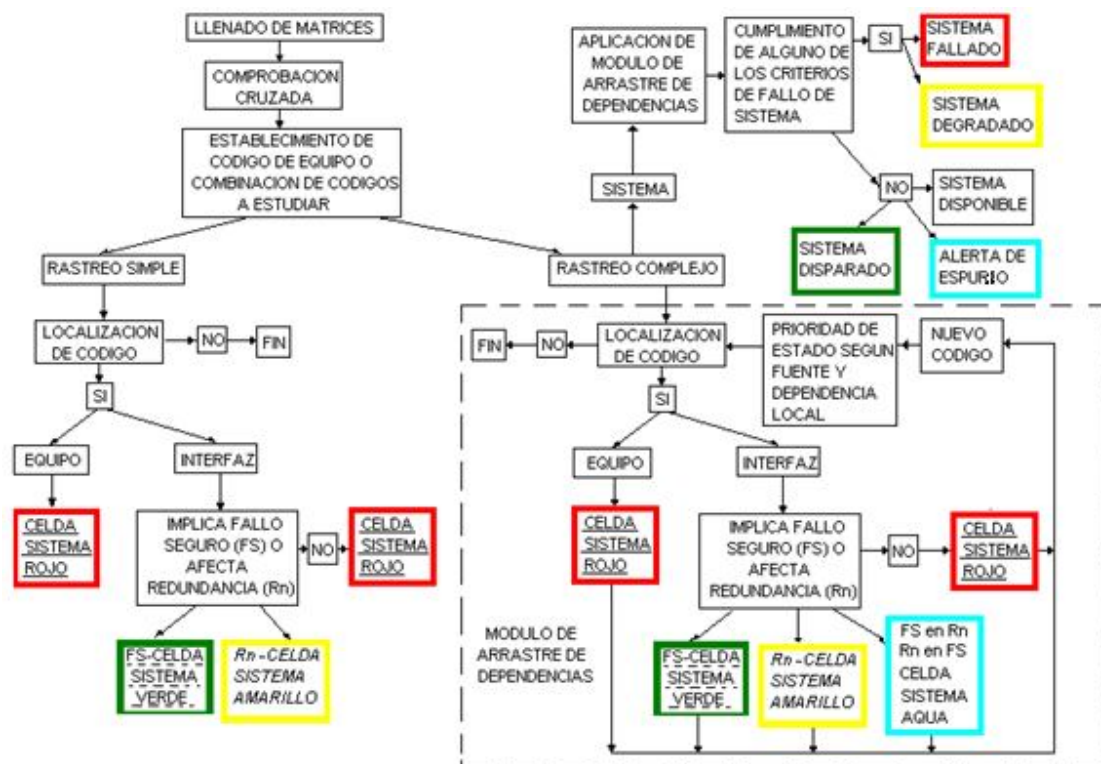 LLENADO DE MATRICES
COMPROBACION
CRUZADA
ESTABLECIMIENTO DE
CODIGO DE EQUIPO O
COMBINACION DE CODIGOS
A ESTUDIAR
APLICACION DE
MODULO DE
ARRASTRE DE
DEPENDENCIAS
CUMPLIMIENTO
DE ALGUNO DE
LOS CRITERIOS
DE FALLO DE
SISTEMA
SI
SISTEMA
FALLADO
SISTEMA
DEGRADADO
NO
SISTEMA
DISPONIBLE
SISTEMA
DISPARADO
ALERTA DE
ESPURIO
SISTEMA
RASTREO SIMPLE
RASTREO COMPLEJO
LOCALIZACION
DE CODIGO
NO
FIN
SI
EQUIPO
INTERFAZ
CELDA
SISTEMA
ROJO
IMPLICA FALLO
SEGURO (FS) O
AFECTA
REDUNDANCIA (Rn)
NO
CELDA
SISTEMA
ROJO
FS-CELDA
SISTEMA
VERDE
Rn-CELDA
SISTEMA
AMARILLO
FIN
NO
LOCALIZACION
DE CODIGO
PRIORIDAD DE
ESTADO SEGUN
FUENTE Y
DEPENDENCIA
LOCAL
NUEVO
CODIGO
SI
EQUIPO
INTERFAZ
CELDA
SISTEMA
ROJO
IMPLICA FALLO
SEGURO (FS) O
AFECTA
REDUNDANCIA (Rn)
NO
CELDA
SISTEMA
ROJO
MODULO DE
ARRASTRE DE
DEPENDENCIAS
FS-CELDA
SISTEMA
VERDE
Rn-CELDA
SISTEMA
AMARILLO
FS en Rn
Rn en FS
CELDA
SISTEMA
AQUA